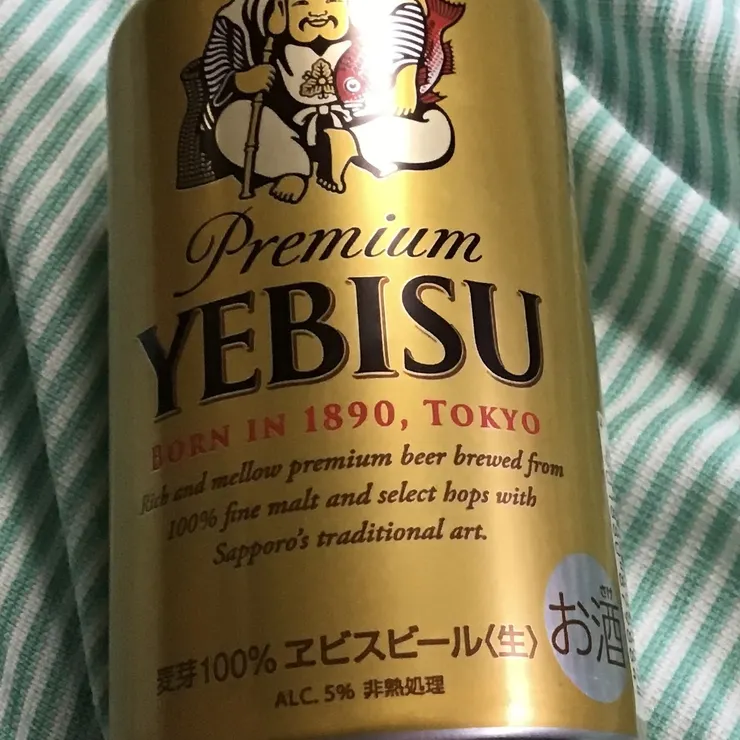 Premium
YEBISU
BORN IN 1890, TOKYO
Rich and mellow premium beer brewed from
100% fine malt and select hops with
Sapporo's traditional art.
麦芽100% ヱビスビール〈生〉
ALC. 5% 非熱処理
さけ
お酒